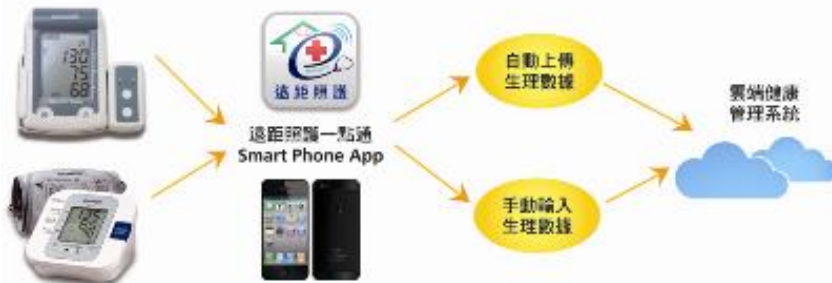 130
75
68
遠距照護
遠距照護一點通
Smart Phone App
自動上傳
生理數據
手動輸入
生理數據
雲端健康
管理系統